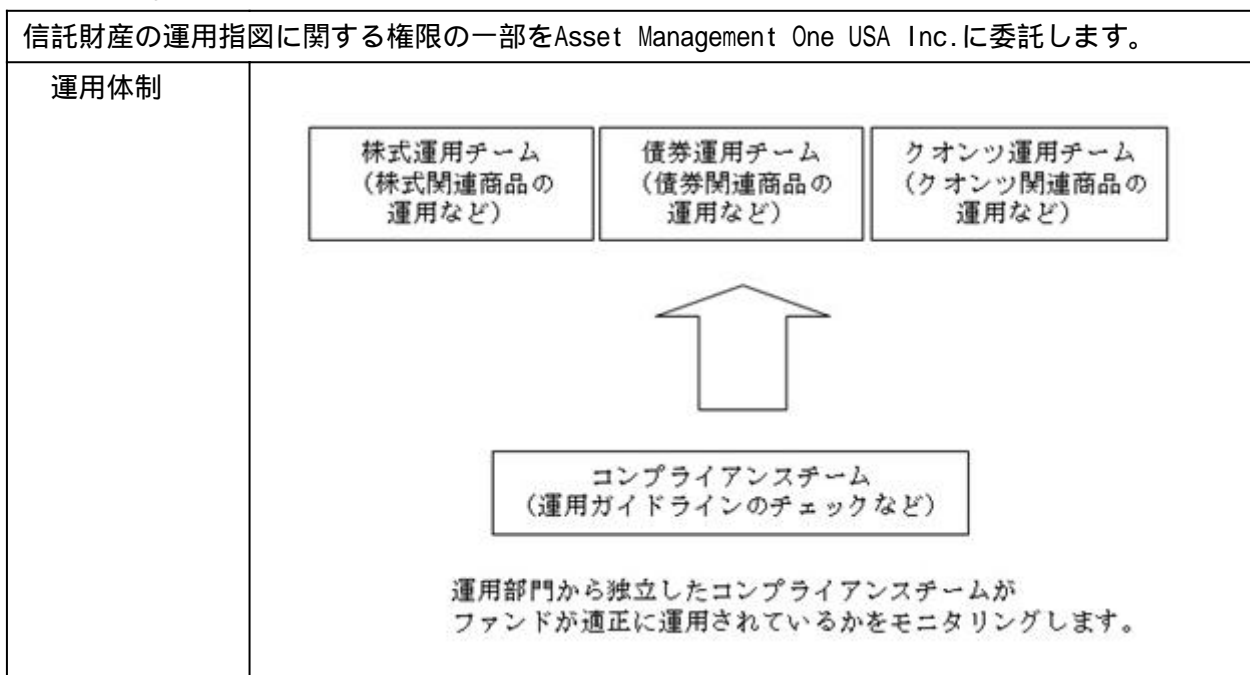 信託財産の運用指図に関する権限の一部をAsset Management One USA Inc.に委託します。
運用体制
株式運用チーム
（株式関連商品の
運用など）
債券運用チーム
（債券関連商品の
運用など）
クオンツ運用チーム
（クオンツ関連商品の
運用など）
コンプライアンスチーム
（運用ガイドラインのチェックなど）
運用部門から独立したコンプライアンスチームが
ファンドが適正に運用されているかをモニタリングします。